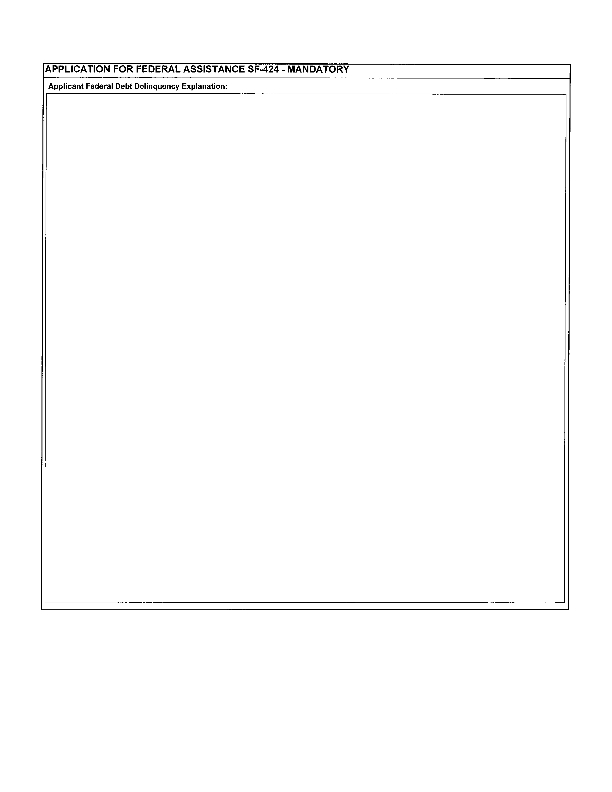 APPLICATION FOR FEDERAL ASSISTANCE SF-424 - MANDATORY
Applicant Federal Debt Delinquency Explanation: